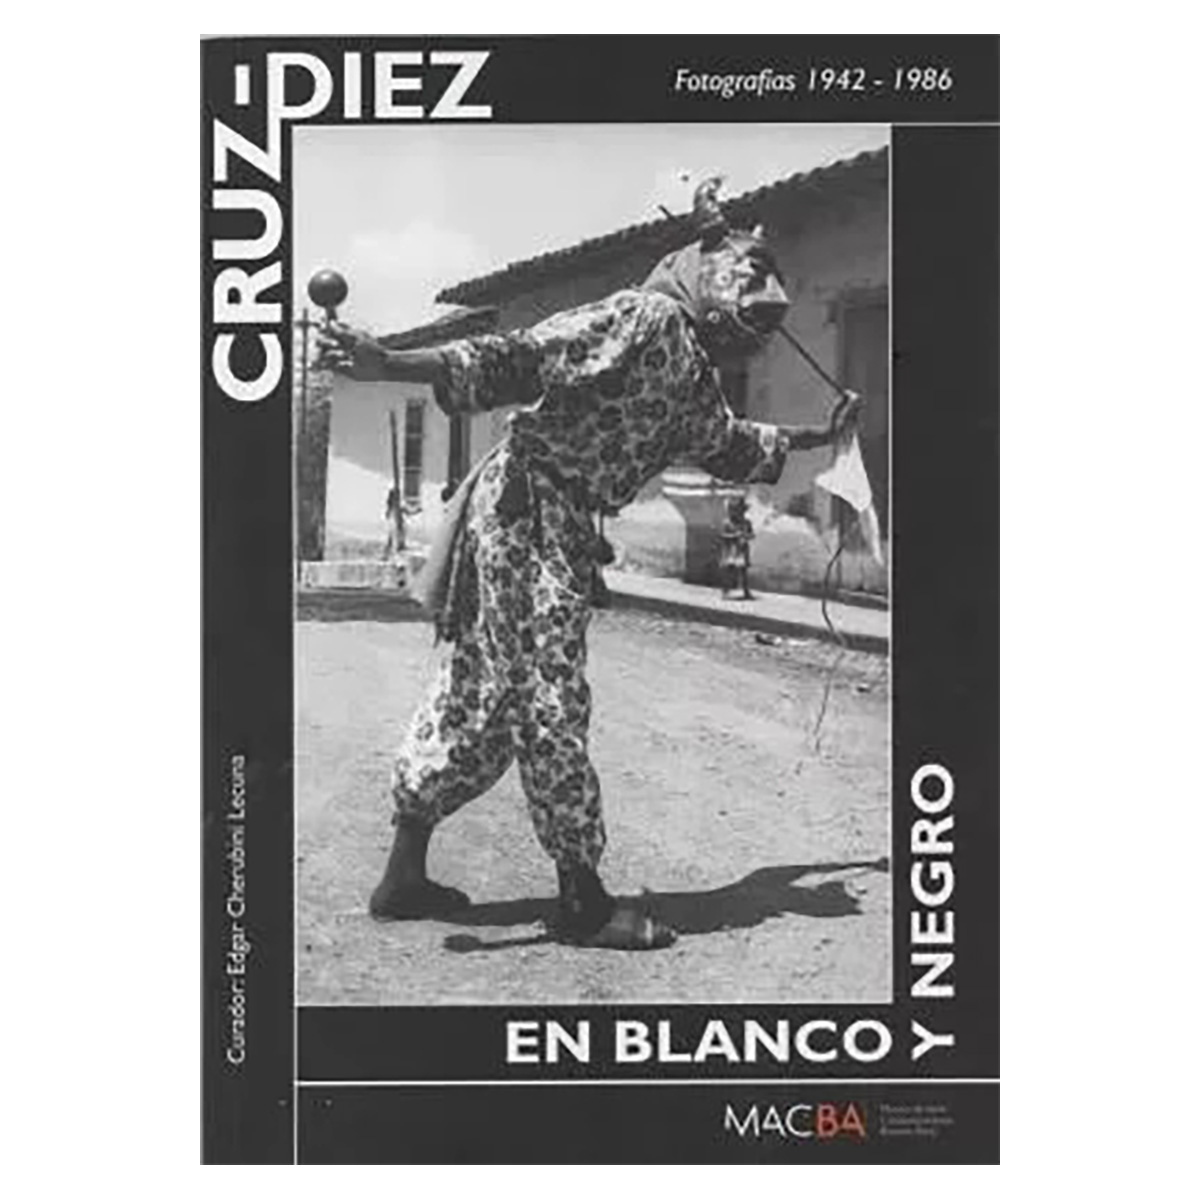 CRUZ-DIEZ
Fotografías 1942 - 1986
Curador: Edgar Cherubini Lecuna
EN BLANCO
Y NEGRO
MACBA